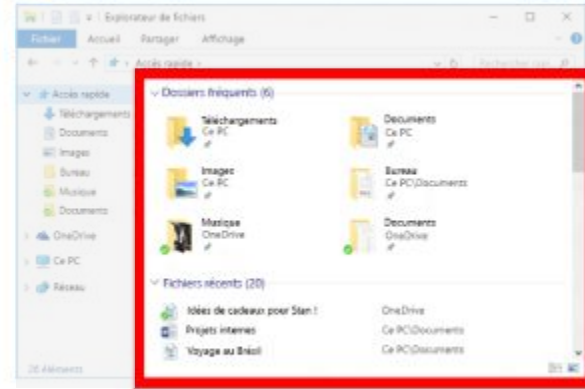 Explorateur de fichiers
Fichier Accueil Partager Affichage
Accès rapide
Rechercher
Accès rapide
Téléchargements
Documents
Images
Bureau
Musique
Documents
OneDrive
Ce PC
Réseau
Dossiers fréquents (6)
Téléchargements
Ce PC
Documents
Ce PC
Images
Ce PC
Bureau
Ce PC\Documents
Musique
OneDrive
Documents
OneDrive
Fichiers récents (20)
Idées de cadeaux pour Stan ! OneDrive
Projets internes Ce PC\Documents
Voyage au Brésil Ce PC\Documents
26 éléments